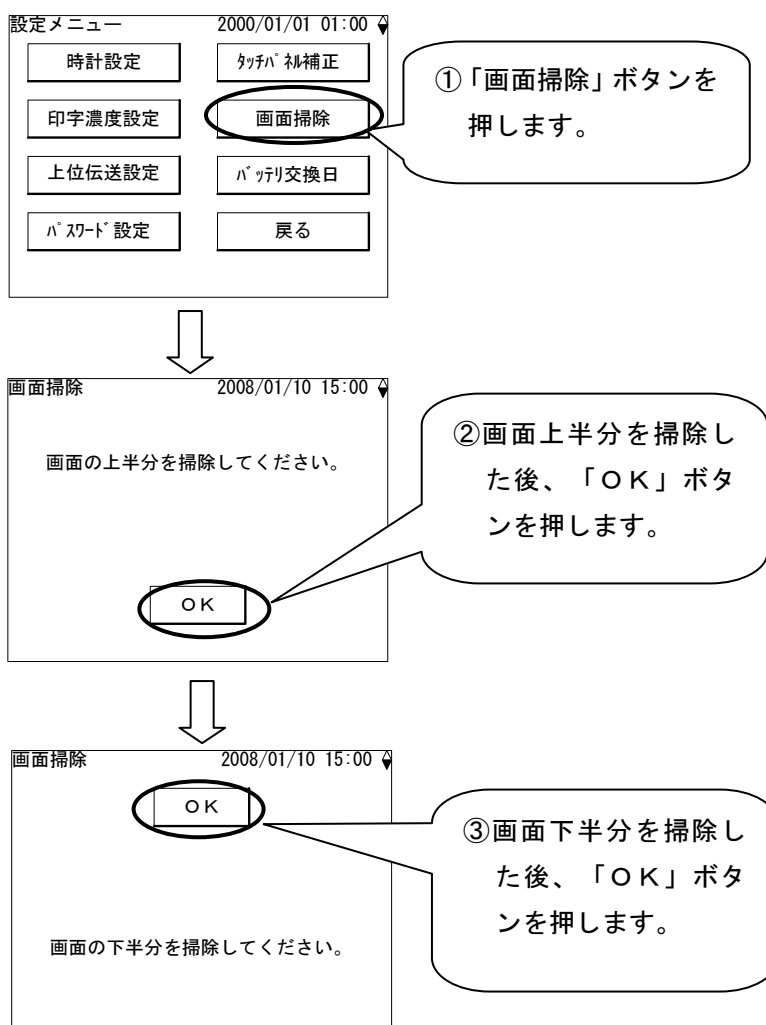 設定メニュー 2000/01/01 01:00
時計設定 ﾀｯﾁﾊﾟﾈﾙ補正
印字濃度設定 画面掃除
上位伝送設定 ﾊﾞｯﾃﾘ交換日
ﾊﾟｽﾜｰﾄﾞ設定 戻る
①「画面掃除」ボタンを
押します。
画面掃除 2008/01/10 15:00
画面の上半分を掃除してください。
ＯＫ
②画面上半分を掃除し
た後、「ＯＫ」ボタ
ンを押します。
画面掃除 2008/01/10 15:00
ＯＫ
画面の下半分を掃除してください。
③画面下半分を掃除し
た後、「ＯＫ」ボタ
ンを押します。